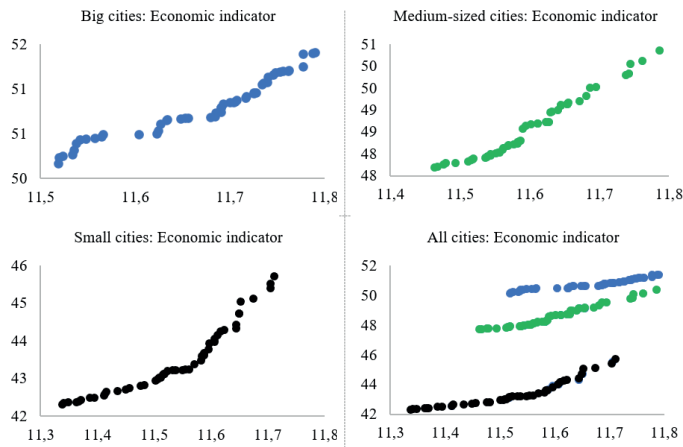 Big cities: Economic indicator
52
51
51
50
11,5 11,6 11,7 11,8
Medium-sized cities: Economic indicator
51
50
50
49
49
48
48
11,4 11,5 11,6 11,7 11,8
Small cities: Economic indicator
46
45
44
43
42
11,3 11,4 11,5 11,6 11,7 11,8
All cities: Economic indicator
52
50
48
46
44
42
11,3 11,4 11,5 11,6 11,7 11,8